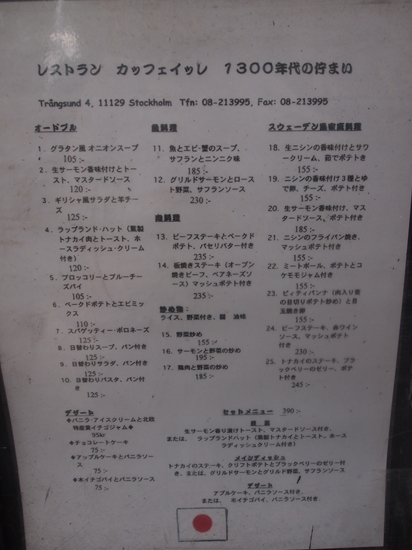 レストラン カッフェイッレ 1300年代の佇まい
Trångsund 4, 11129 Stockholm Tfn: 08-213995, Fax: 08-213995
オードブル
1. グラタン風 オニオンスープ
105 :-
2. 生サーモン香味付けとトー
スト、マスタードソース
120 :-
3. ギリシャ風サラダと羊チー
ズ
125 :-
4. ラップランド・ハット (燻製
トナカイ肉とトースト、ホ
ースラディッシュ・クリーム
付き)
120 :-
5. ブロッコリーとブルーチー
ズパイ
105 :-
6. ベークドポテトとエビミッ
クス
110 :-
7. スパゲッティー・ボロネーズ
125 :-
8. 日替わりスープ、パン付き
125 :-
9. 日替わりサラダ、パン付き
125 :-
10. 日替わりパスタ、パン付
き
125 :-
デザート
◆バニラ・アイスクリームと
イチゴジャム◆
95kr
◆チョコレートケーキ
75 :-
◆アップルケーキとバニラソース
75 :-
◆ホイチゴパイとバニラソース
75 :-
魚料理
11. 魚とエビ・蟹のスープ、
サフランとニンニク味
185 :-
12. グリルドサーモンとロース
ト野菜、サフランソース
230 :-
肉料理
13. ビーフステーキとベークド
ポテト、パセリバター付き
235 :-
14. 板焼きステーキ (オーブン
焼きビーフ、ベアネーズソ
ース) マッシュポテト付き
235 :-
炒め物
ライス、野菜付き、醤油味
15. 野菜炒め
155 :-
16. サーモンと野菜の炒め
195 :-
17. 鶏肉と野菜の炒め
185 :-
スウェーデン家庭料理
18. 生ニシンの香味付けとサワ
ークリーム、茹でポテト付き
155 :-
19. ニシンの香味付け3種とゆ
で卵、チーズ、ポテト付き
155 :-
20. 生サーモン香味付け、マス
タードソース、ポテト付き
185 :-
21. ニシンのフライパン焼き、
マッシュポテト付き
155 :-
22. ミートボール、ポテトとコ
ケモモジャム付き
155 :-
23. ピッティパンナ (肉入り賽
の目切りポテト炒め) と目
玉焼き
155 :-
24. ビーフステーキ、赤ワイン
ソース、マッシュポテト
付き
230 :-
25. トナカイのステーキ、ブラ
ックベリーのゼリー、ポテト付き
245 :-
セットメニュー 390 :-
前菜
生サーモン香り漬けトースト、マスタードソース付き、
または、ラップランドハット (燻製トナカイとトースト、ホース
ラディッシュクリーム付き)
メインディッシュ
トナカイのステーキ、クリフトポテトとブラックベリーのゼリー付
き、または、グリルドサーモンとグリルド野菜、サフランソース
デザート
アプルケーキ、バニラソース付き、
または、ホイチゴパイ、バニラソース付き